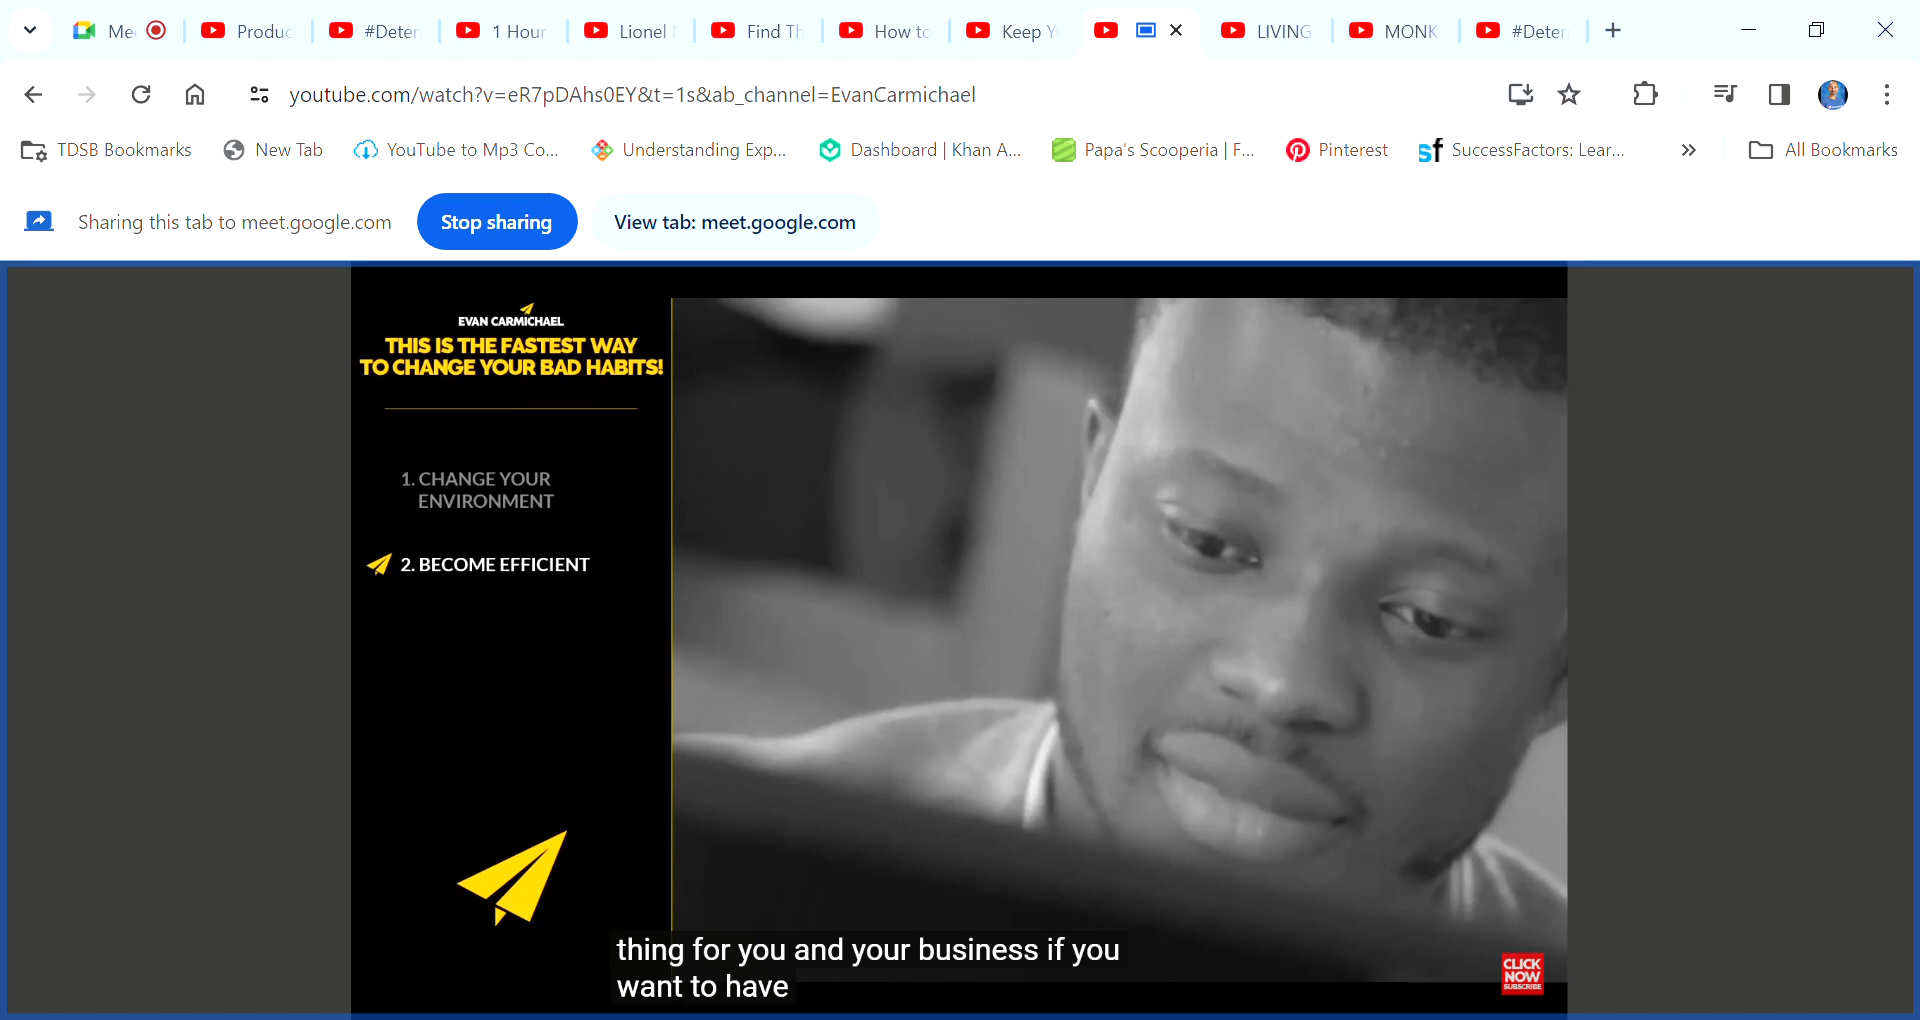 Me
Produc
#Deter
1 Hour
Lionel
Find Th
How to
Keep Y
LIVING
MONK
#Deter
youtube.com/watch?v=eR7pDAhs0EY&t=1s&ab_channel=EvanCarmichael
TDSB Bookmarks
New Tab
YouTube to Mp3 Co...
Understanding Exp...
Dashboard | Khan A...
Papa's Scooperia | F...
Pinterest
sf SuccessFactors: Lear...
All Bookmarks
Sharing this tab to meet.google.com
Stop sharing
View tab: meet.google.com
EVAN CARMICHAEL
THIS IS THE FASTEST WAY
TO CHANGE YOUR BAD HABITS!
1. CHANGE YOUR
ENVIRONMENT
2. BECOME EFFICIENT
thing for you and your business if you
want to have
CLICK
NOW
SUBSCRIBE